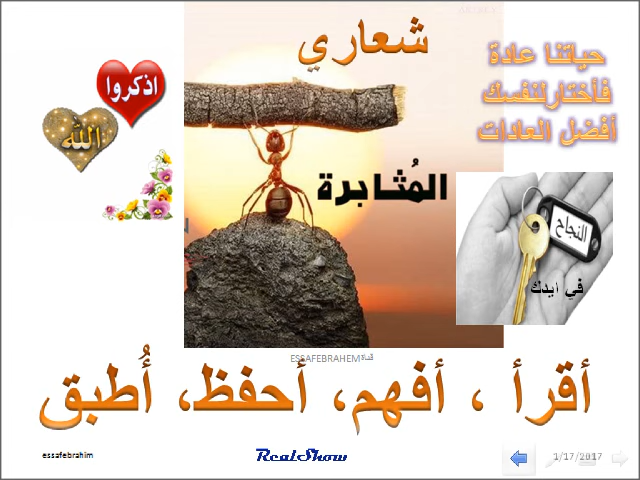 شعاري
حياتنا عادة
فأختارلنفسك
أفضل العادات
اذكروا
الله
المُثابرة
النجاح
في ايدك
قناة ESSAFEBRAHEM
أقرأ ، أفهم، أحفظ، أُطبق
essafebrahim
RealShow
1/17/2017